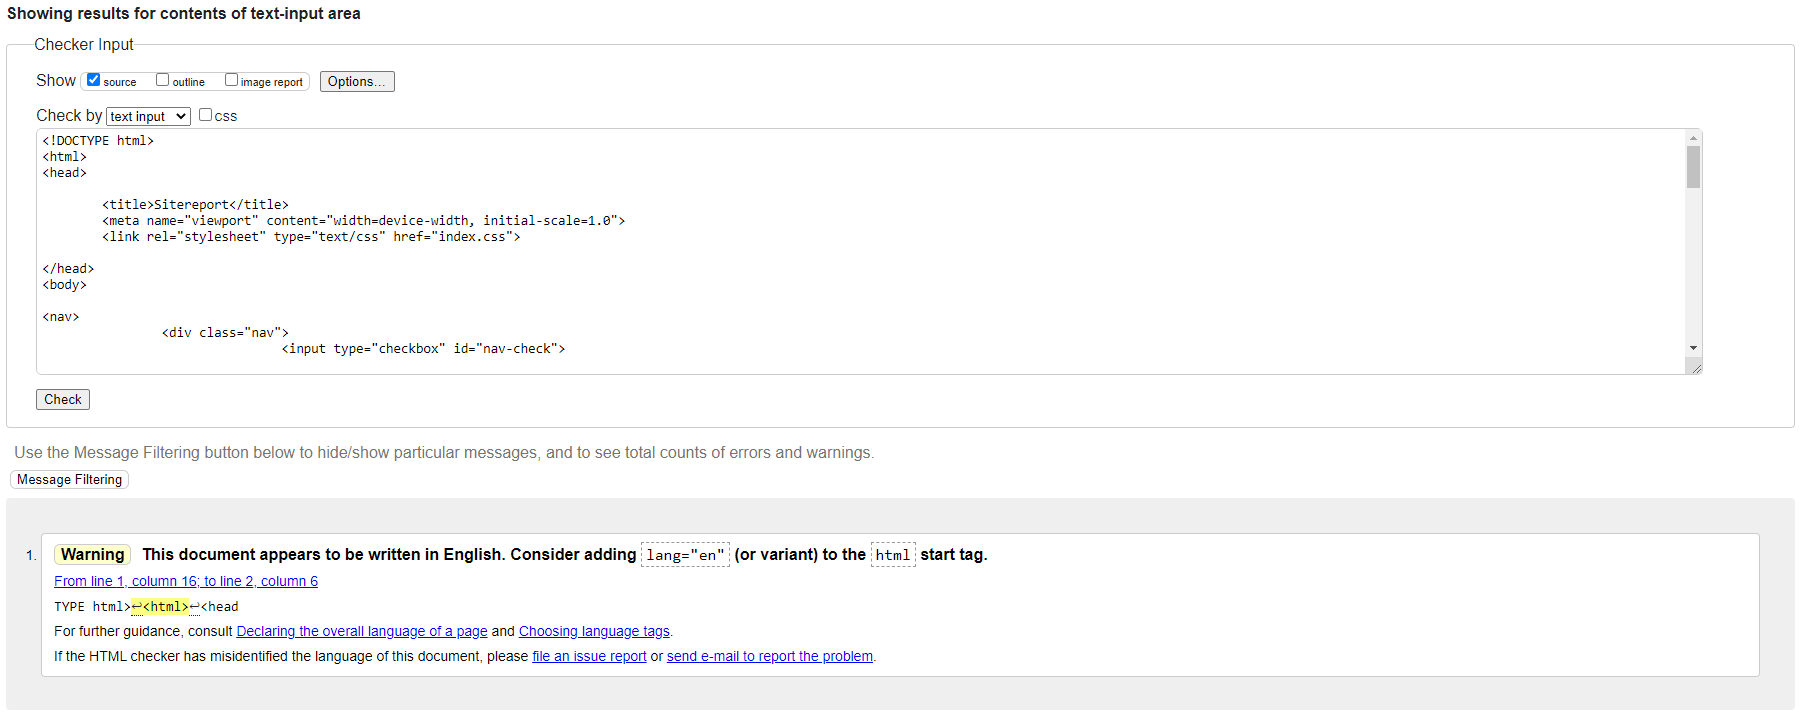 Showing results for contents of text-input area
Checker Input
Show source outline image report Options...
Check by text input css
<!DOCTYPE html>
<html>
<head>
<title>Sitereport</title>
<meta name="viewport" content="width=device-width, initial-scale=1.0">
<link rel="stylesheet" type="text/css" href="index.css">
</head>
<body>
<nav>
<div class="nav">
<input type="checkbox" id="nav-check">
Check
Use the Message Filtering button below to hide/show particular messages, and to see total counts of errors and warnings.
Message Filtering
1. Warning This document appears to be written in English. Consider adding lang="en" (or variant) to the html start tag.
From line 1, column 16; to line 2, column 6
TYPE html>↩<html>↩<head
For further guidance, consult Declaring the overall language of a page and Choosing language tags.
If the HTML checker has misidentified the language of this document, please file an issue report or send e-mail to report the problem.